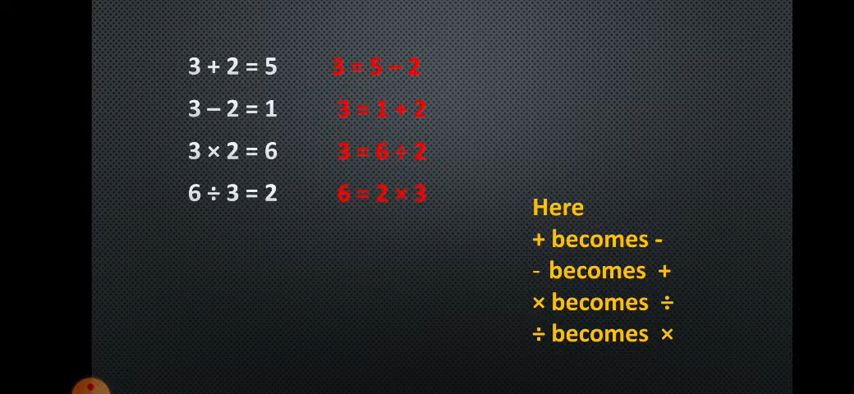 3 + 2 = 5 3 = 5 – 2
3 – 2 = 1 3 = 1 + 2
3 × 2 = 6 3 = 6 ÷ 2
6 ÷ 3 = 2 6 = 2 × 3
Here
+ becomes -
- becomes +
× becomes ÷
÷ becomes ×